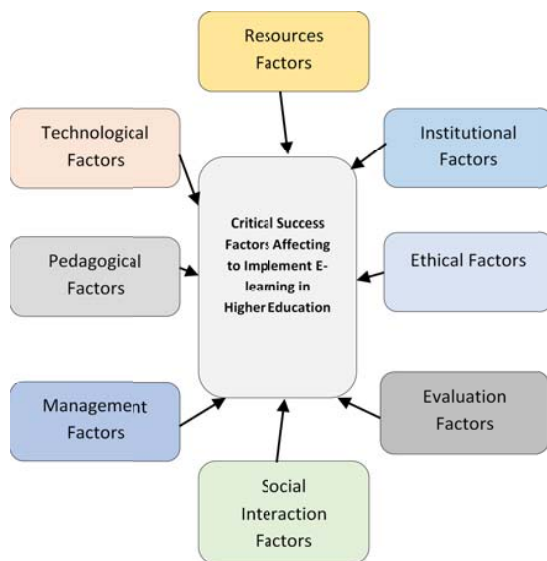 Resources
Factors
Technological
Factors
Institutional
Factors
Critical Success
Factors Affecting
to Implement E-
learning in
Higher Education
Pedagogical
Factors
Ethical Factors
Management
Factors
Evaluation
Factors
Social
Interaction
Factors